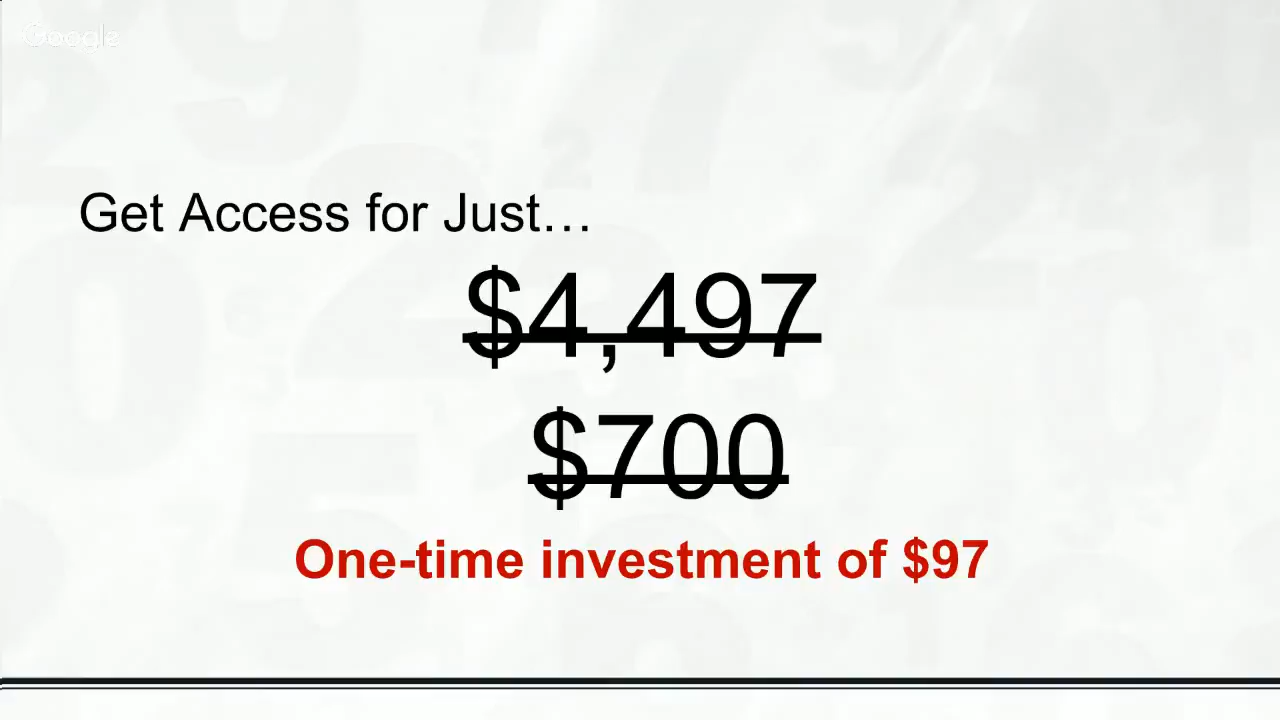 Google
Get Access for Just…
$4,497
$700
One-time investment of $97